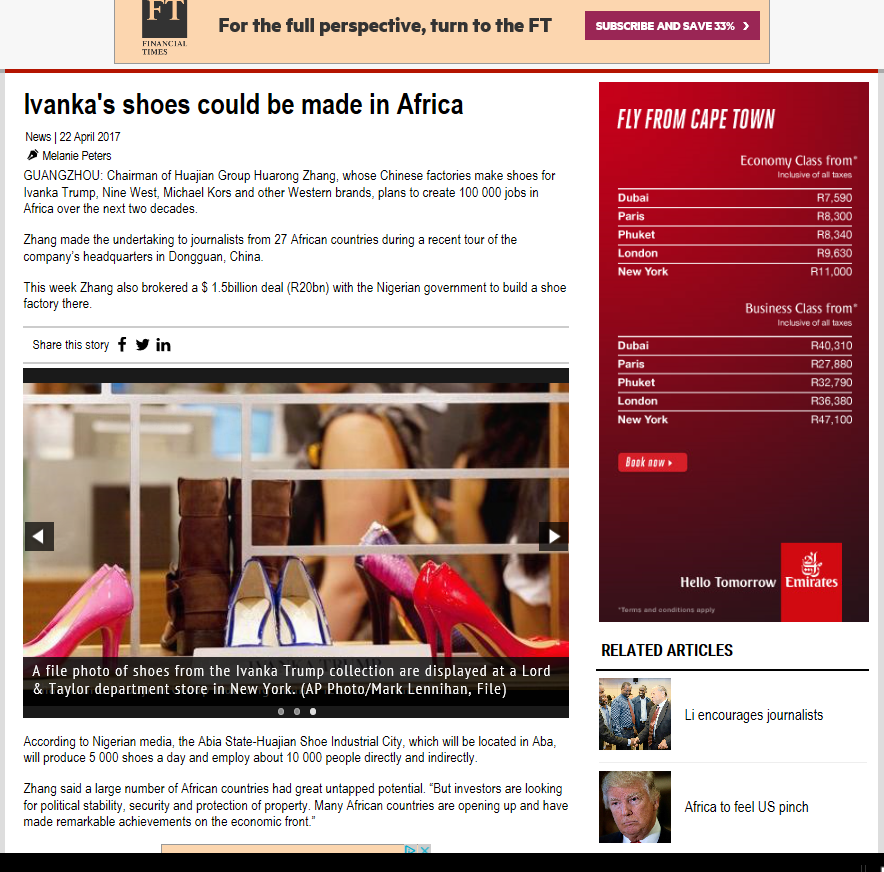 FT
FINANCIAL
TIMES
For the full perspective, turn to the FT
SUBSCRIBE AND SAVE 33%
Ivanka's shoes could be made in Africa
News | 22 April 2017
Melanie Peters
GUANGZHOU: Chairman of Huajian Group Huarong Zhang, whose Chinese factories make shoes for
Ivanka Trump, Nine West, Michael Kors and other Western brands, plans to create 100 000 jobs in
Africa over the next two decades.
Zhang made the undertaking to journalists from 27 African countries during a recent tour of the
company's headquarters in Dongguan, China.
This week Zhang also brokered a $ 1.5billion deal (R20bn) with the Nigerian government to build a shoe
factory there.
Share this story
A file photo of shoes from the Ivanka Trump collection are displayed at a Lord
& Taylor department store in New York. (AP Photo/Mark Lennihan, File)
According to Nigerian media, the Abia State-Huajian Shoe Industrial City, which will be located in Aba,
will produce 5 000 shoes a day and employ about 10 000 people directly and indirectly.
Zhang said a large number of African countries had great untapped potential. “But investors are looking
for political stability, security and protection of property. Many African countries are opening up and have
made remarkable achievements on the economic front.”
FLY FROM CAPE TOWN
Economy Class from*
Inclusive of all taxes
Dubai R7,590
Paris R8,300
Phuket R8,340
London R9,630
New York R11,000
Business Class from*
Inclusive of all taxes
Dubai R40,310
Paris R27,880
Phuket R32,790
London R36,380
New York R47,100
Book now
Hello Tomorrow
Emirates
*Terms and conditions apply
RELATED ARTICLES
Li encourages journalists
Africa to feel US pinch